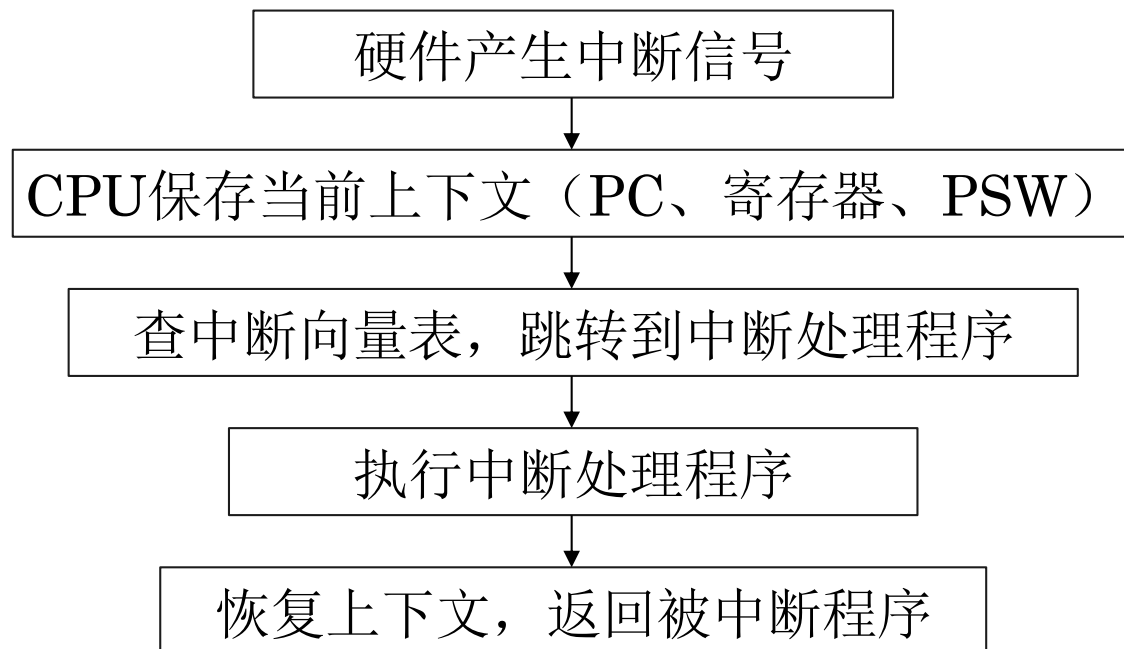 硬件产生中断信号
CPU保存当前上下文（PC、寄存器、PSW）
查中断向量表，跳转到中断处理程序
执行中断处理程序
恢复上下文，返回被中断程序